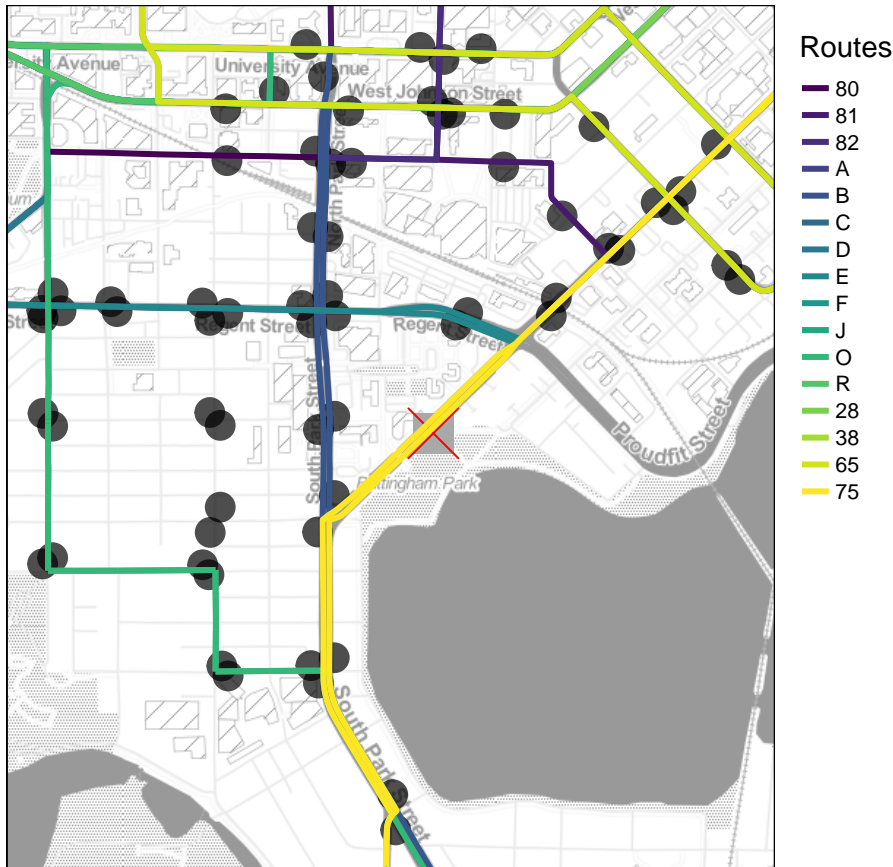 Routes
80
81
82
A
B
C
D
E
F
J
O
R
28
38
65
75
University Avenue
West Johnson Street
North Park Street
Regent Street
Regent Street
South Park Street
Proudfit Street
Brittingham Park
South Park Street